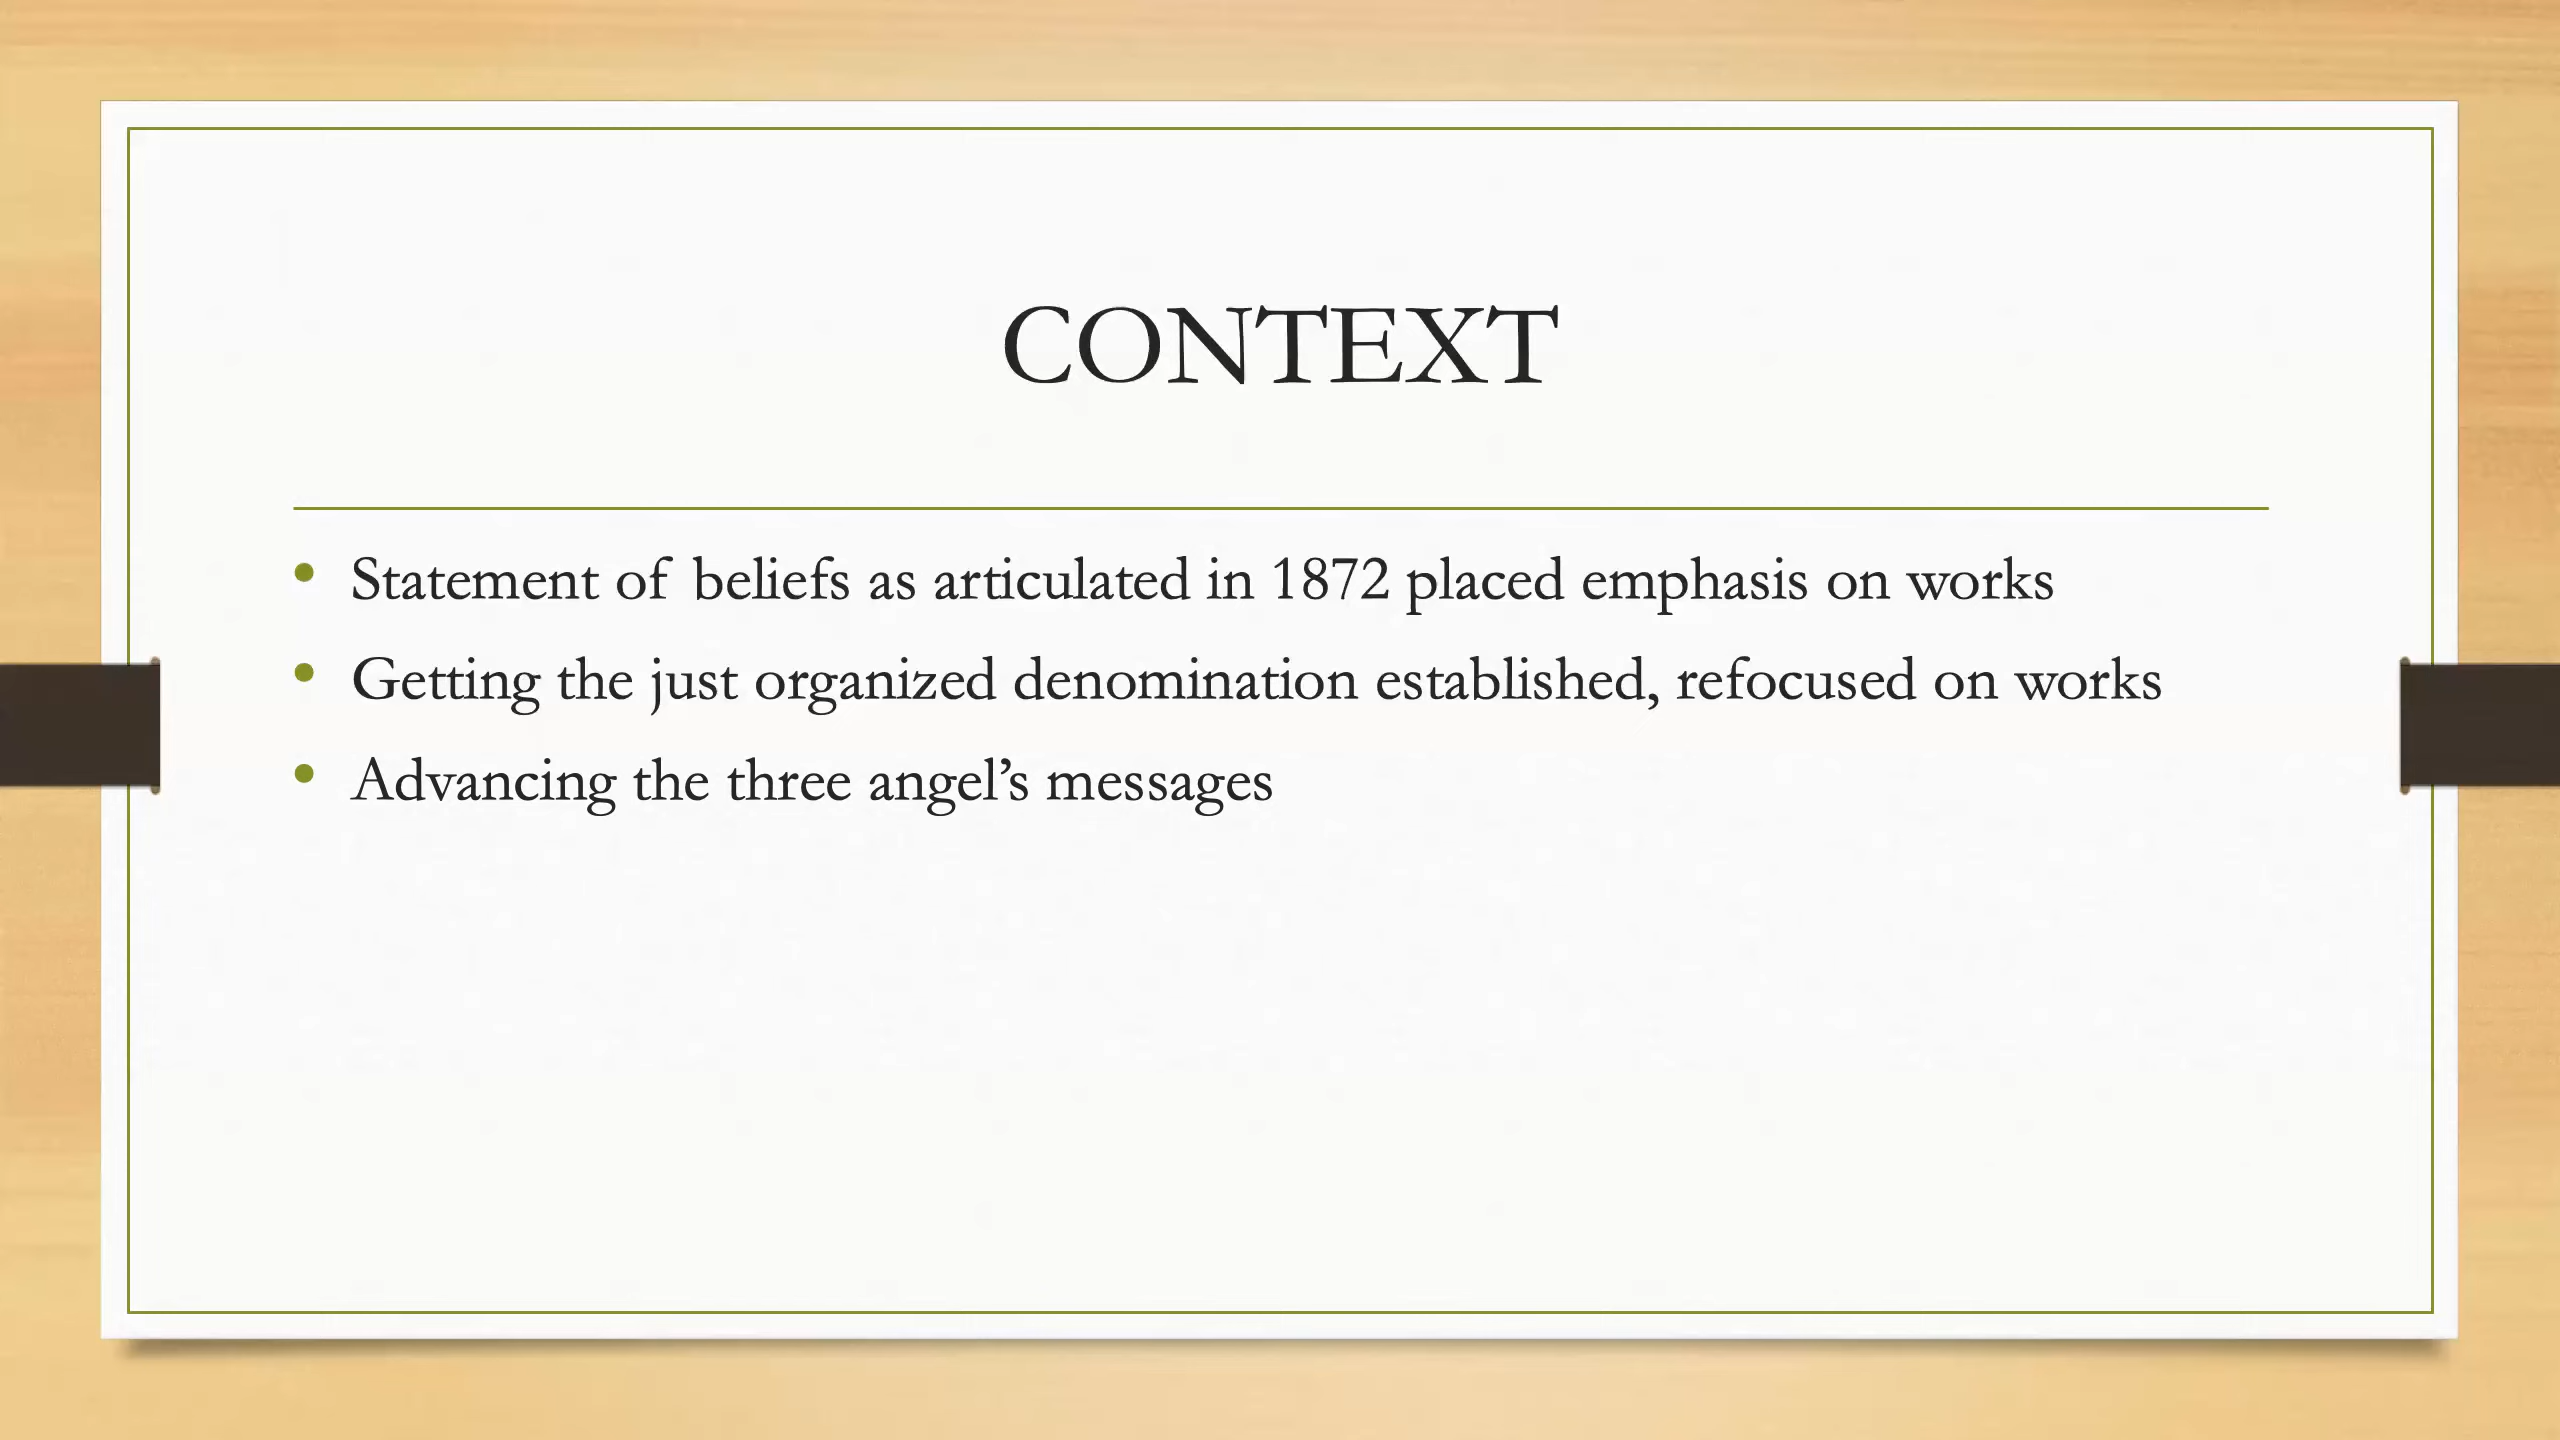 CONTEXT
• Statement of beliefs as articulated in 1872 placed emphasis on works
• Getting the just organized denomination established, refocused on works
• Advancing the three angel’s messages